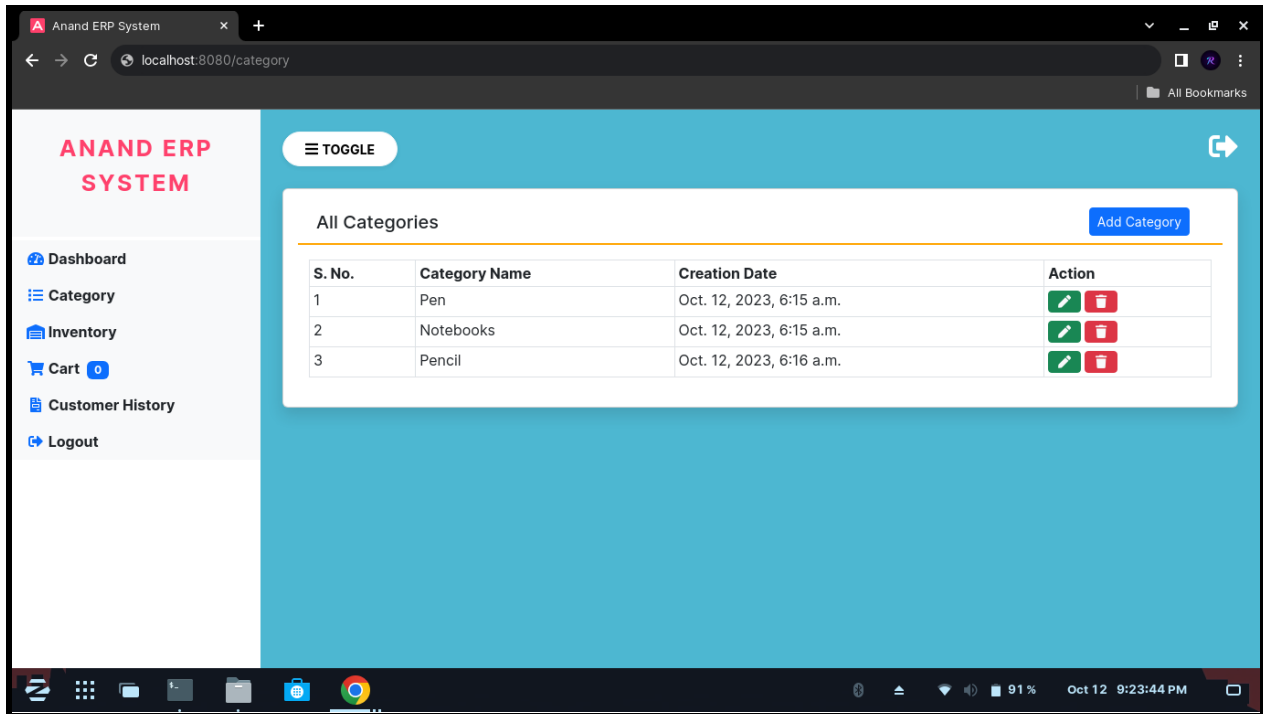 Anand ERP System
localhost:8080/category
All Bookmarks
ANAND ERP
SYSTEM
Dashboard
Category
Inventory
Cart 0
Customer History
Logout
TOGGLE
All Categories
Add Category
S. No. Category Name Creation Date Action
1 Pen Oct. 12, 2023, 6:15 a.m.
2 Notebooks Oct. 12, 2023, 6:15 a.m.
3 Pencil Oct. 12, 2023, 6:16 a.m.
91% Oct 12 9:23:44 PM